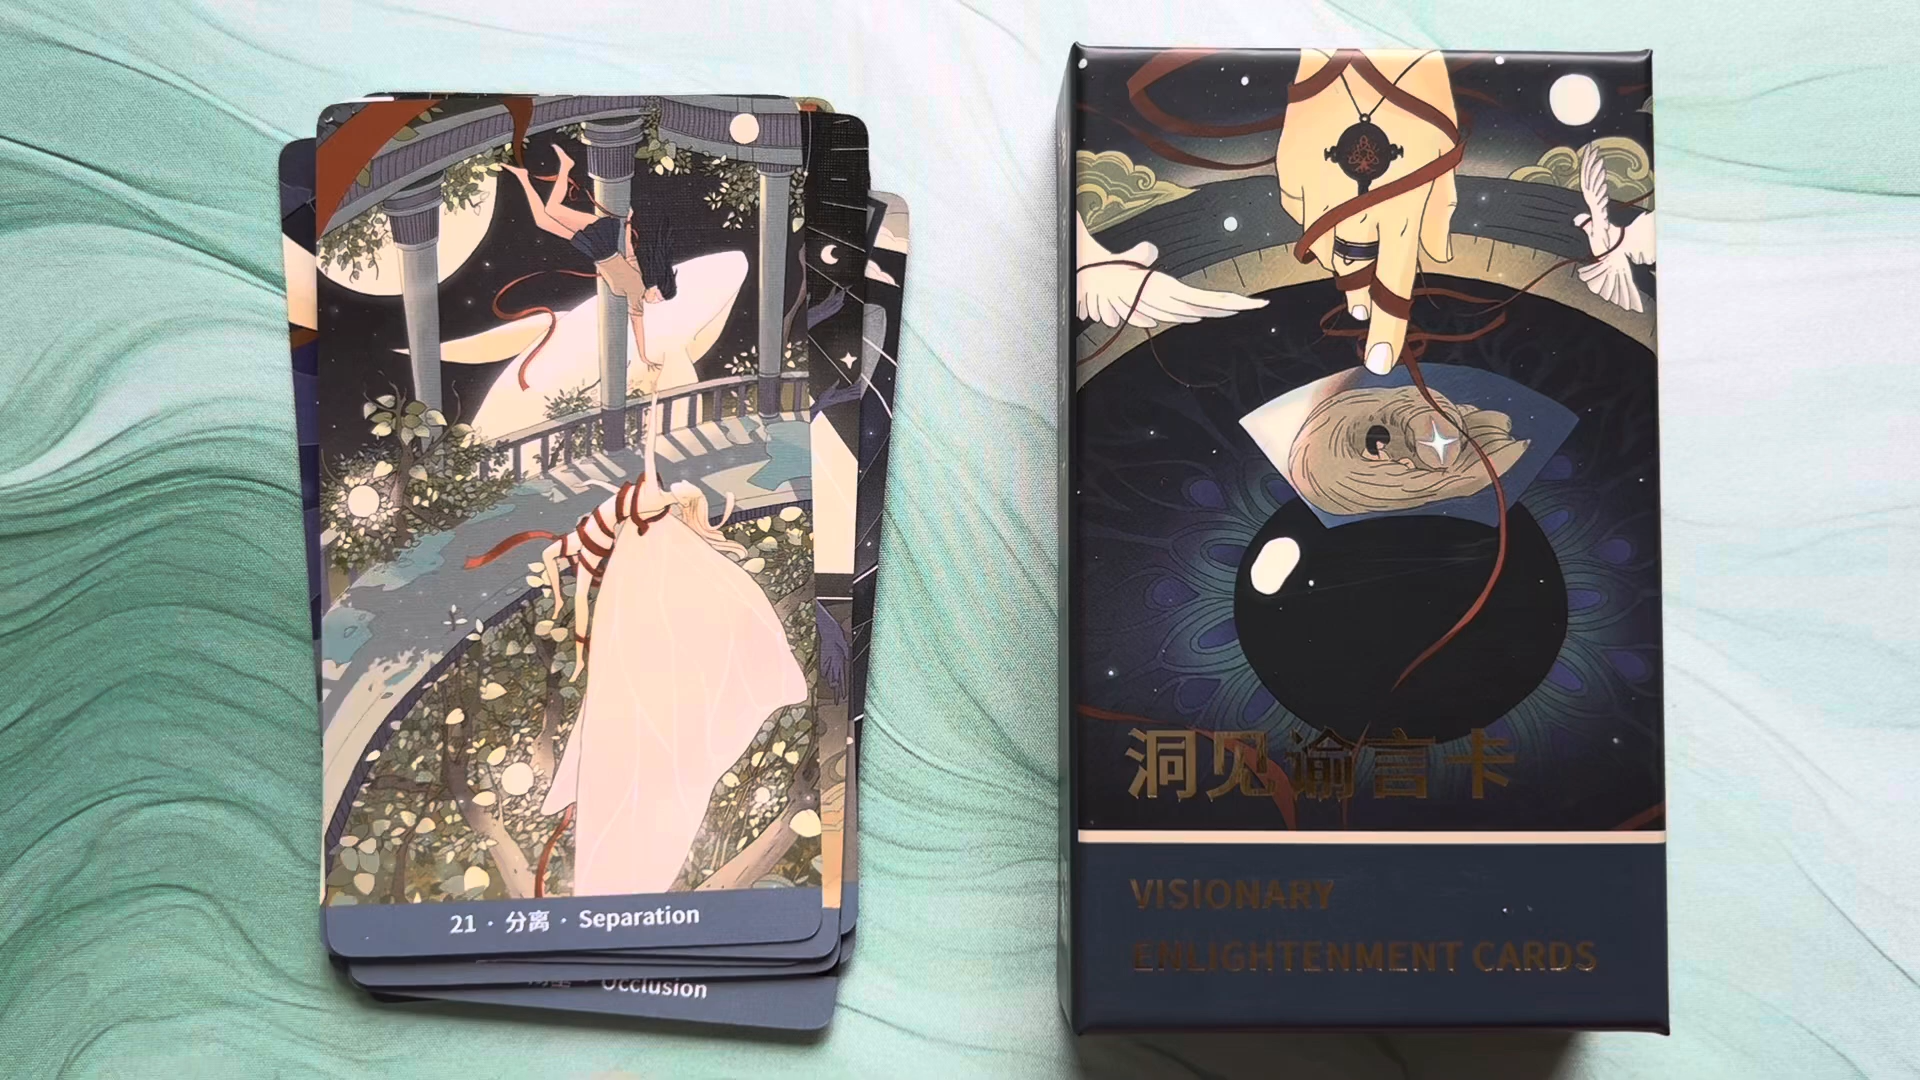 21 · 分离 · Separation
Occlusion
洞见谕言卡
VISIONARY
ENLIGHTENMENT CARDS